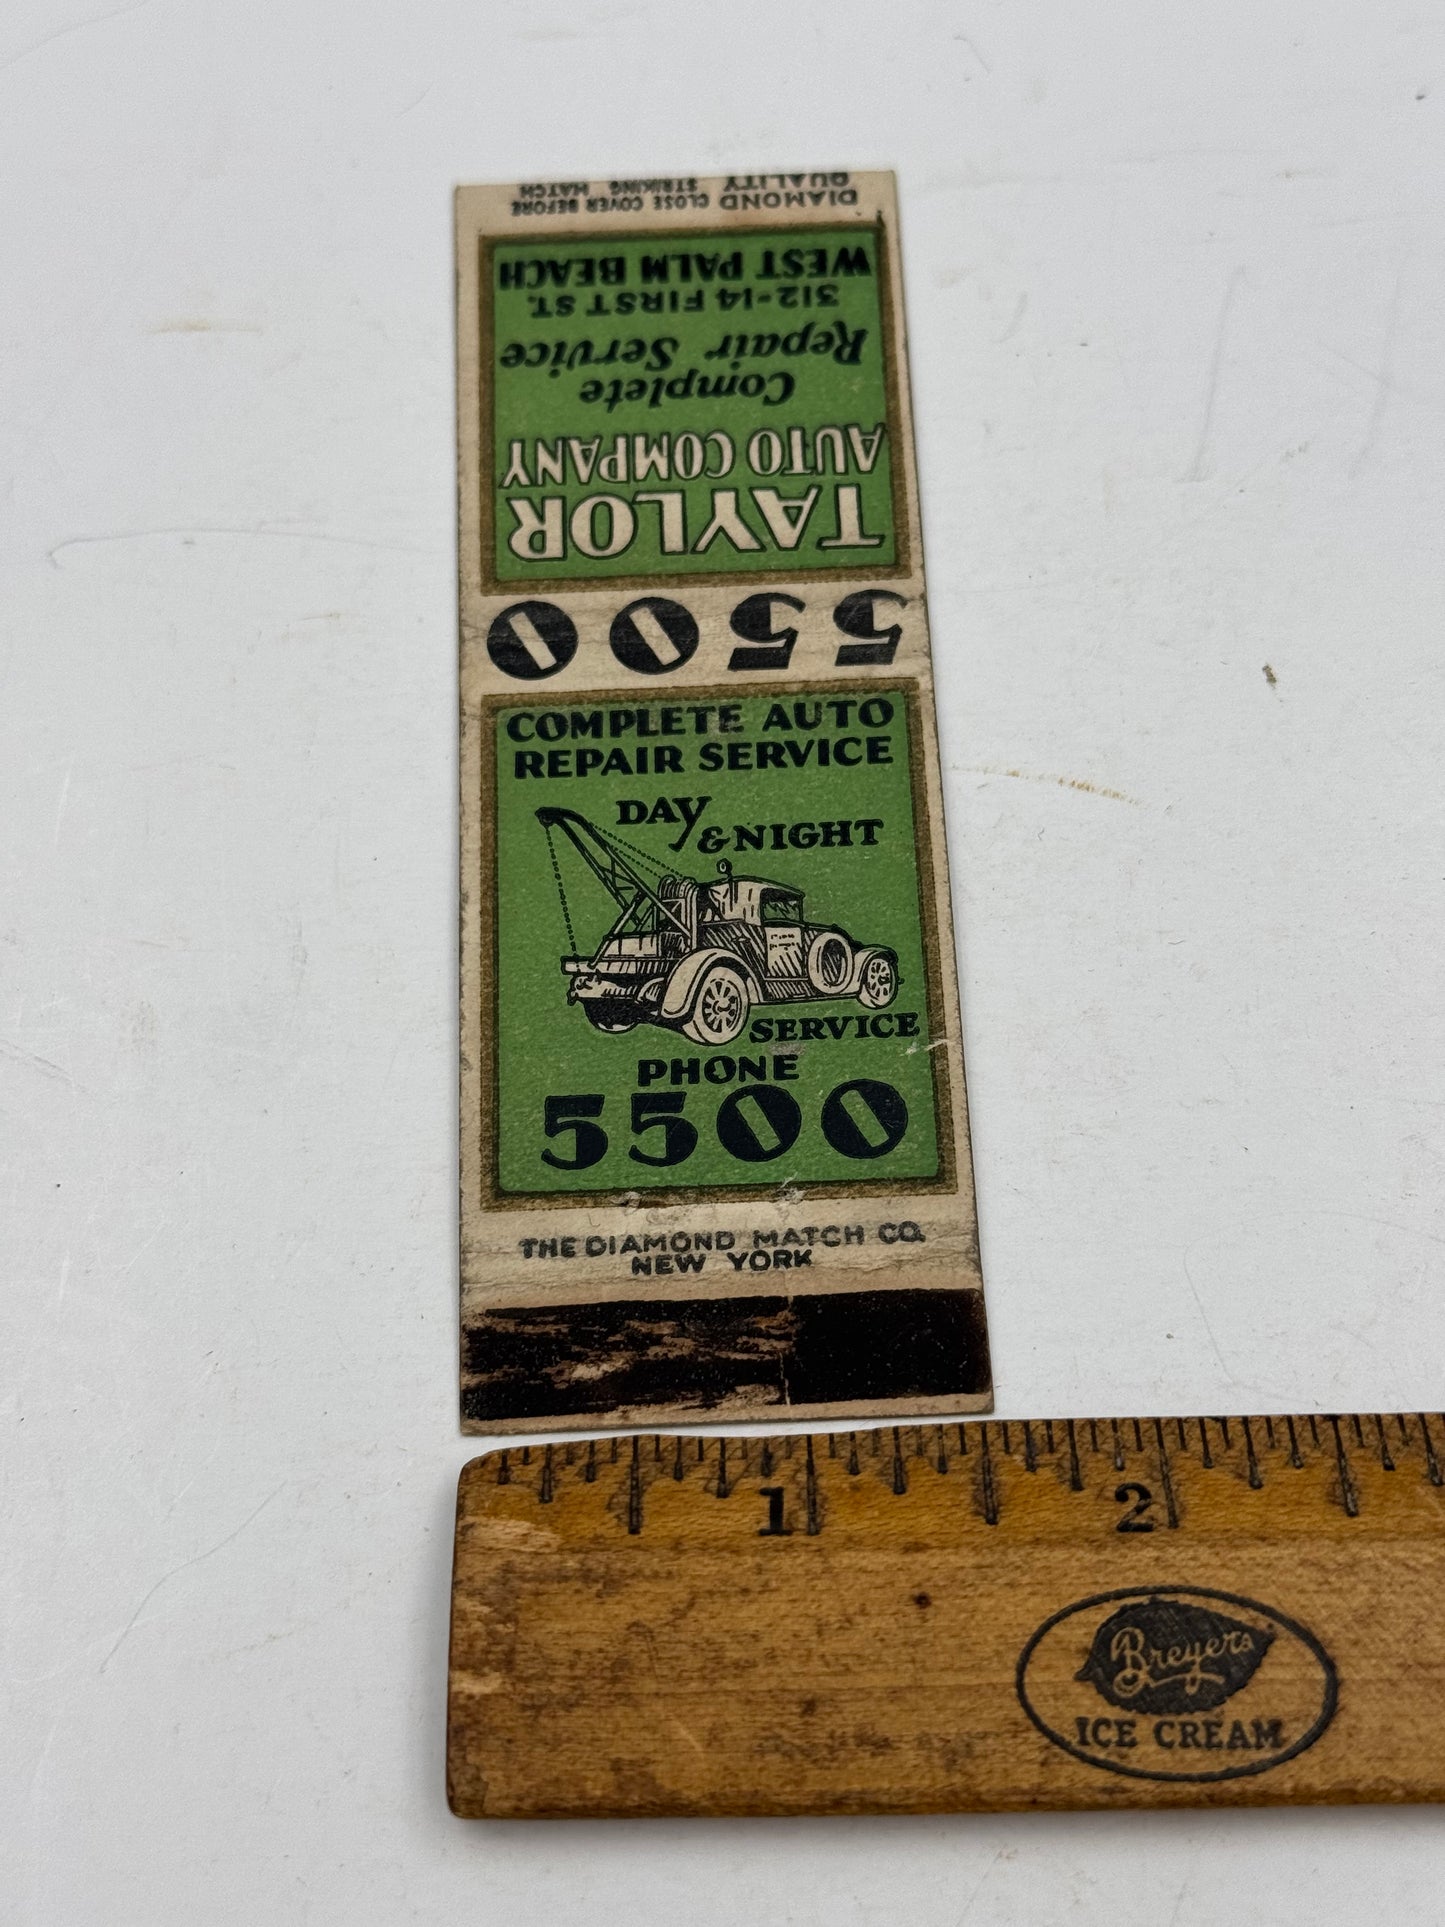 DIAMOND QUALITY
CLOSE COVER BEFORE STRIKING MATCH
WEST PALM BEACH
312-14 FIRST ST.
Repair Service
Complete
AUTO COMPANY
TAYLOR
5500
COMPLETE AUTO
REPAIR SERVICE
DAY
& NIGHT
SERVICE
PHONE
5500
THE DIAMOND MATCH CO.
NEW YORK
1
2
Breyers
ICE CREAM